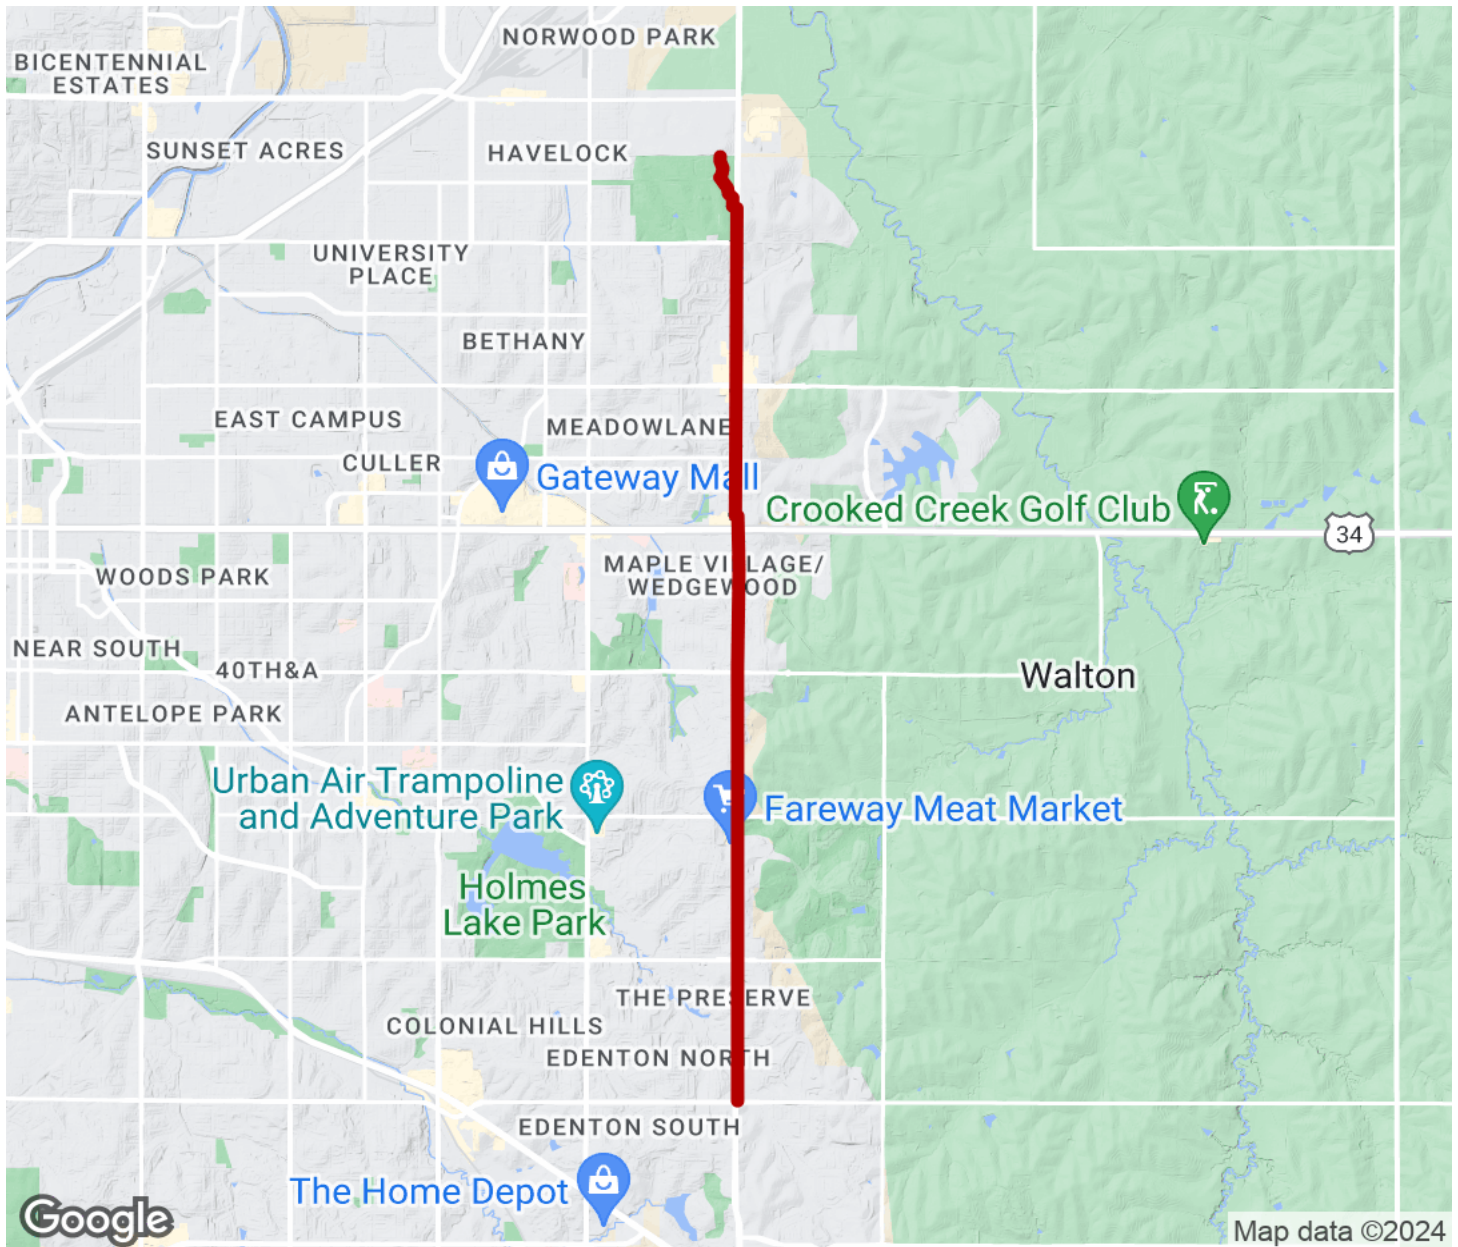 NORWOOD PARK
BICENTENNIAL
ESTATES
SUNSET ACRES
HAVELOCK
UNIVERSITY
PLACE
BETHANY
EAST CAMPUS
MEADOWLANE
CULLER
Gateway Mall
Crooked Creek Golf Club
34
MAPLE VILLAGE/
WEDGEWOOD
WOODS PARK
NEAR SOUTH
40TH&A
Walton
ANTELOPE PARK
Urban Air Trampoline
and Adventure Park
Fareway Meat Market
Holmes
Lake Park
THE PRESERVE
COLONIAL HILLS
EDENTON NORTH
EDENTON SOUTH
The Home Depot
Google
Map data ©2024